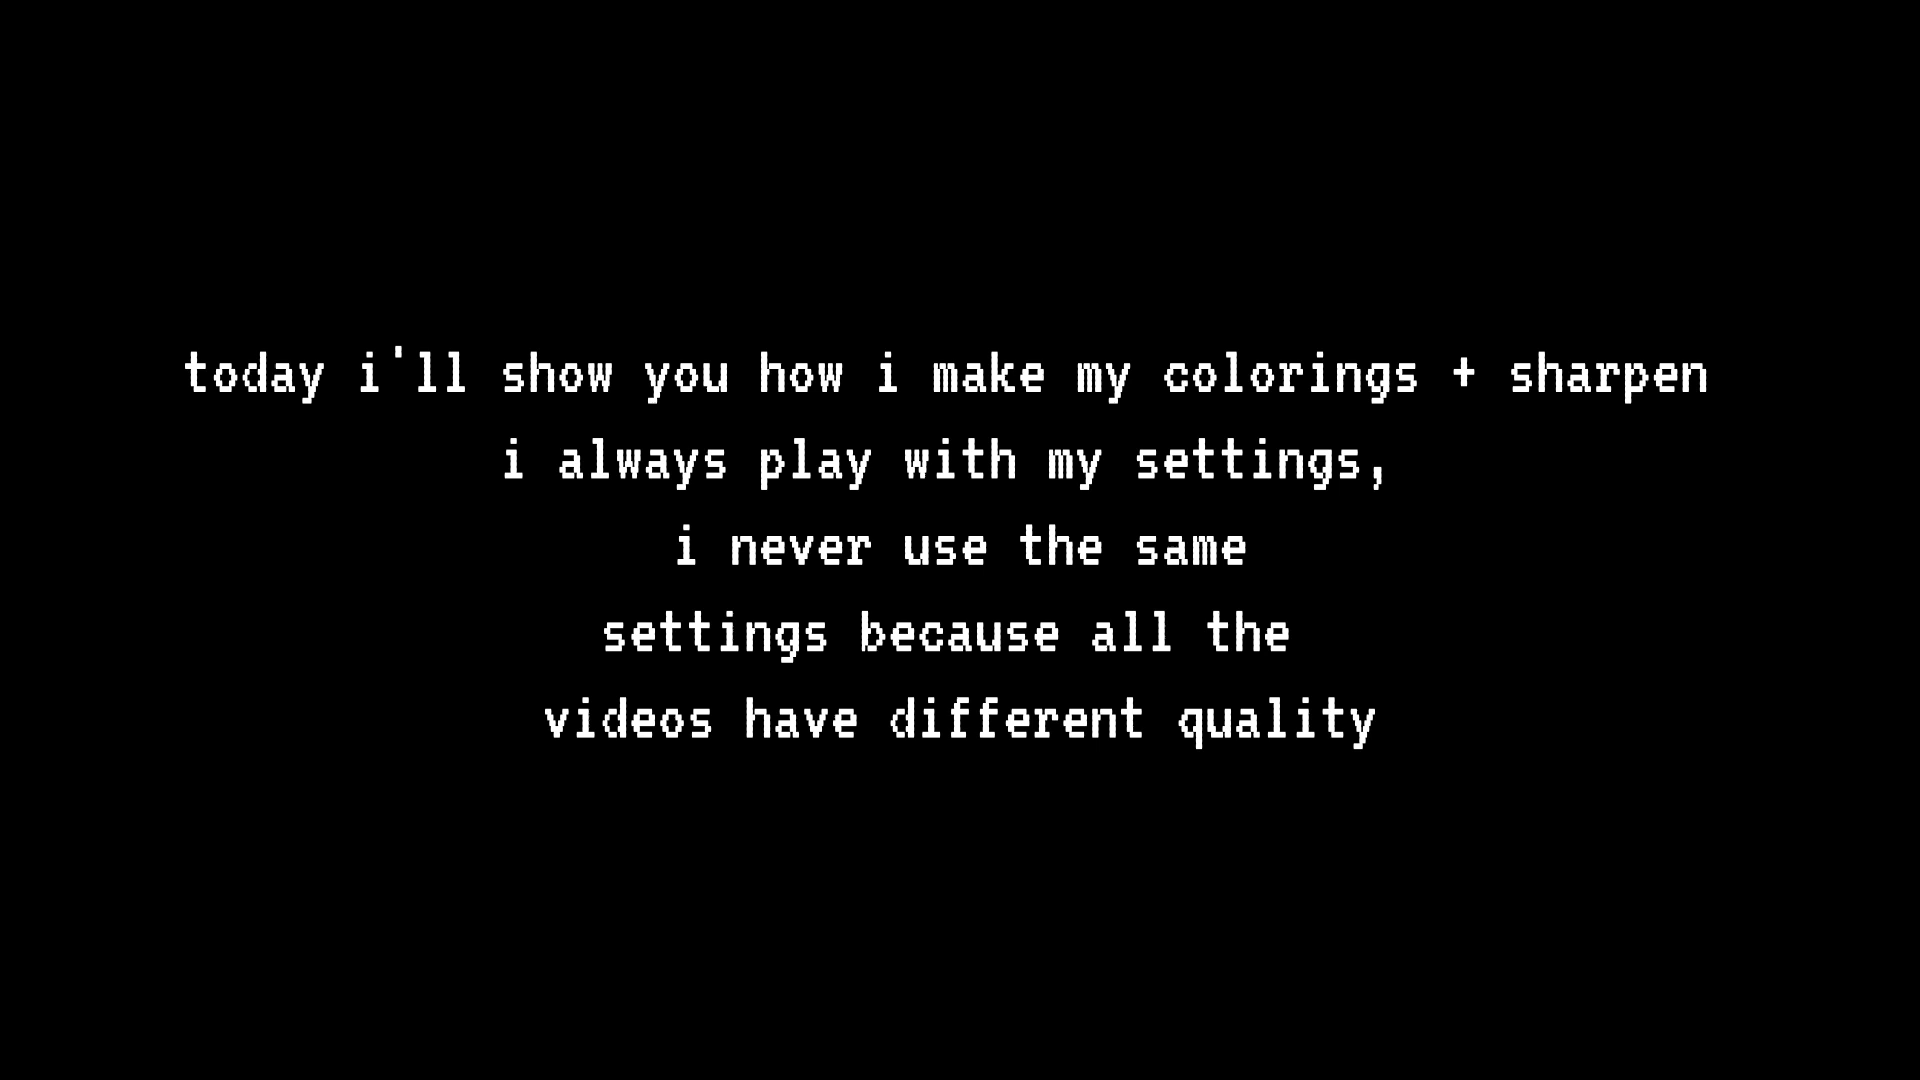 today i'll show you how i make my colorings + sharpen
i always play with my settings,
i never use the same
settings because all the
videos have different quality